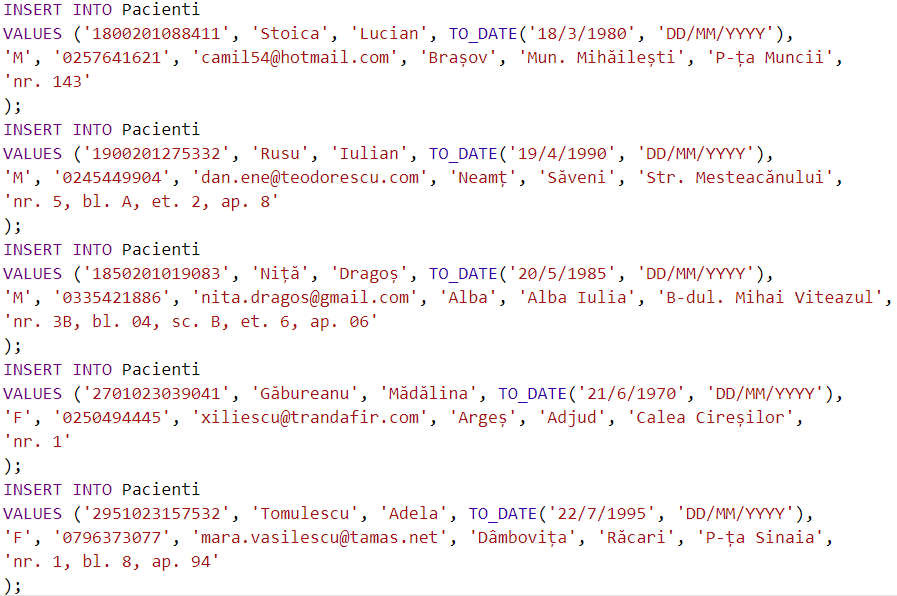 INSERT INTO Pacienti
VALUES ('1800201088411', 'Stoica', 'Lucian', TO_DATE('18/3/1980', 'DD/MM/YYYY'),
'M', '0257641621', 'camil54@hotmail.com', 'Brașov', 'Mun. Mihăilești', 'P-ța Muncii',
'nr. 143'
);
INSERT INTO Pacienti
VALUES ('1900201275332', 'Rusu', 'Iulian', TO_DATE('19/4/1990', 'DD/MM/YYYY'),
'M', '0245449904', 'dan.ene@teodorescu.com', 'Neamț', 'Săveni', 'Str. Mesteacănului',
'nr. 5, bl. A, et. 2, ap. 8'
);
INSERT INTO Pacienti
VALUES ('1850201019083', 'Niță', 'Dragoș', TO_DATE('20/5/1985', 'DD/MM/YYYY'),
'M', '0335421886', 'nita.dragos@gmail.com', 'Alba', 'Alba Iulia', 'B-dul. Mihai Viteazul',
'nr. 3B, bl. 04, sc. B, et. 6, ap. 06'
);
INSERT INTO Pacienti
VALUES ('2701023039041', 'Găbureanu', 'Mădălina', TO_DATE('21/6/1970', 'DD/MM/YYYY'),
'F', '0250494445', 'xiliescu@trandafir.com', 'Argeș', 'Adjud', 'Calea Cireșilor',
'nr. 1'
);
INSERT INTO Pacienti
VALUES ('2951023157532', 'Tomulescu', 'Adela', TO_DATE('22/7/1995', 'DD/MM/YYYY'),
'F', '0796373077', 'mara.vasilescu@tamas.net', 'Dâmbovița', 'Răcari', 'P-ța Sinaia',
'nr. 1, bl. 8, ap. 94'
);